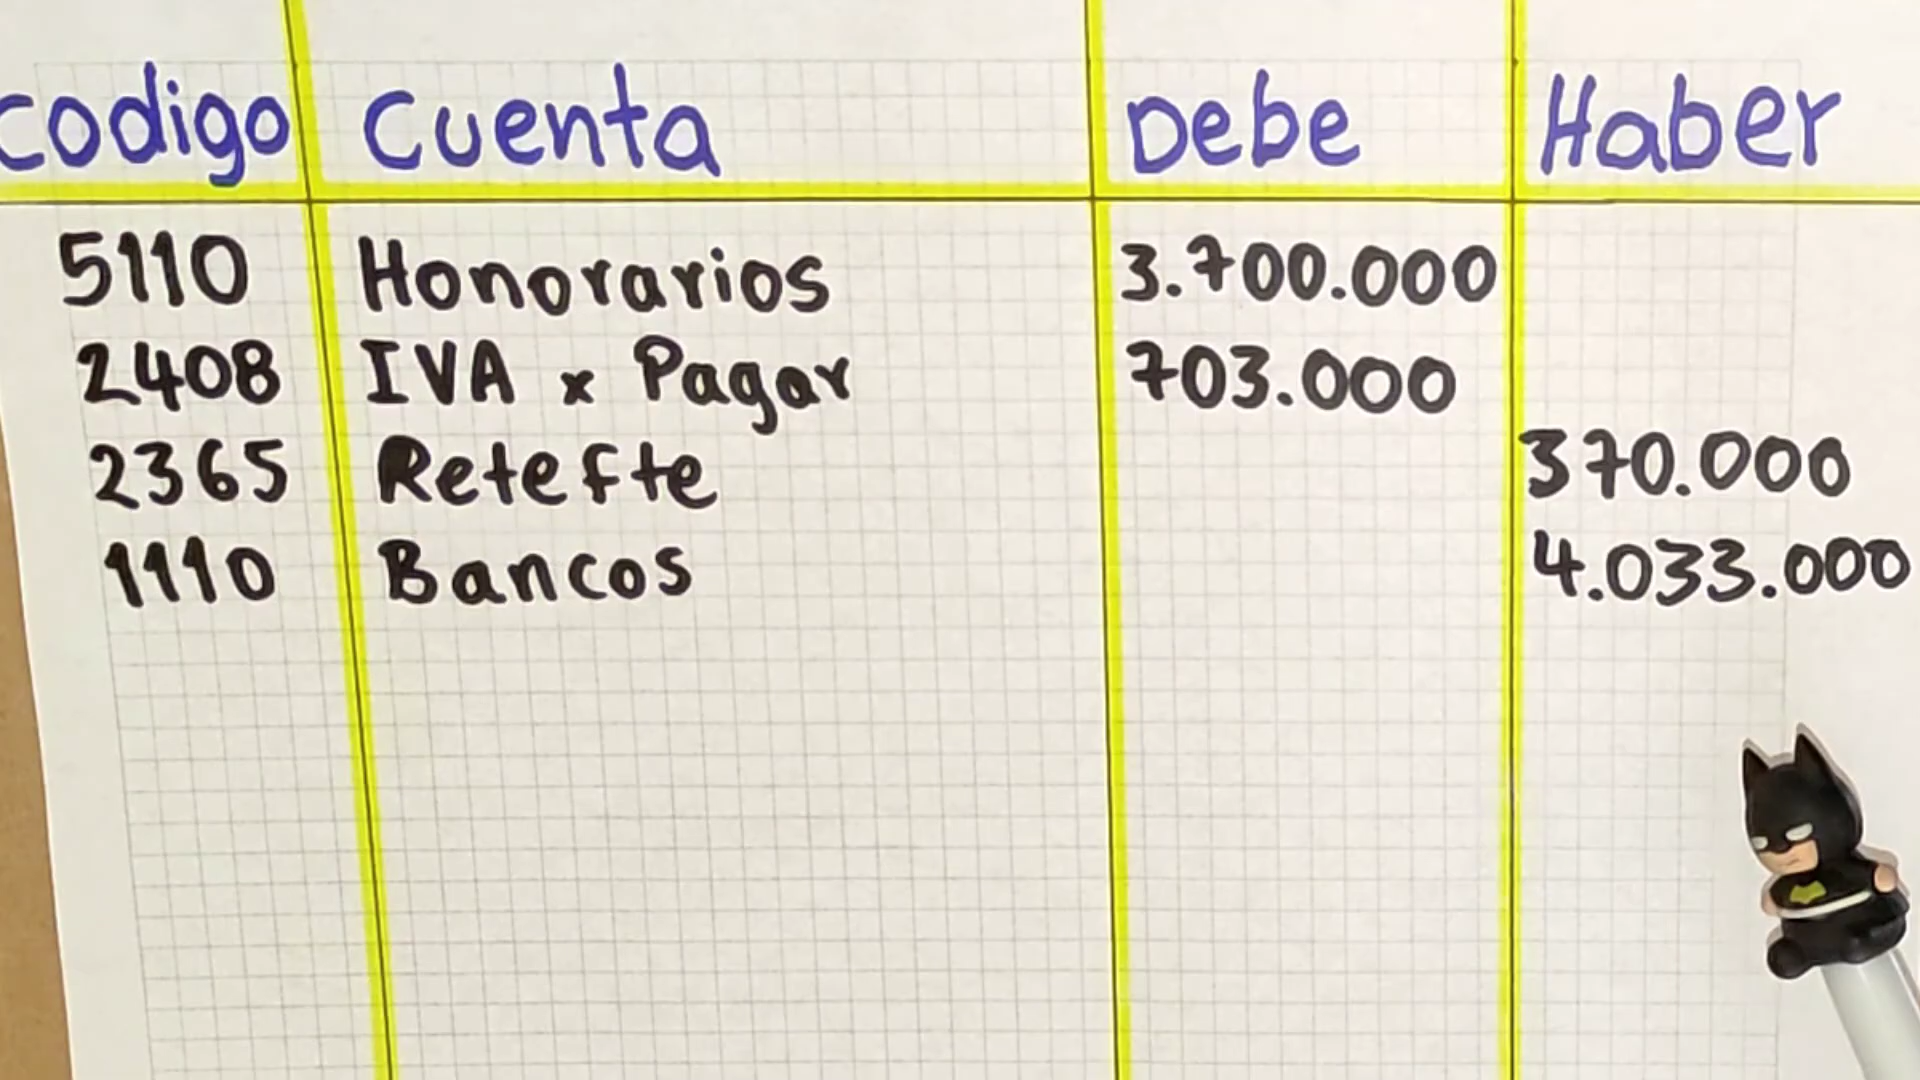 Codigo Cuenta Debe Haber
5110 Honorarios 3.700.000
2408 IVA x Pagar 703.000
2365 Retefte 370.000
1110 Bancos 4.033.000